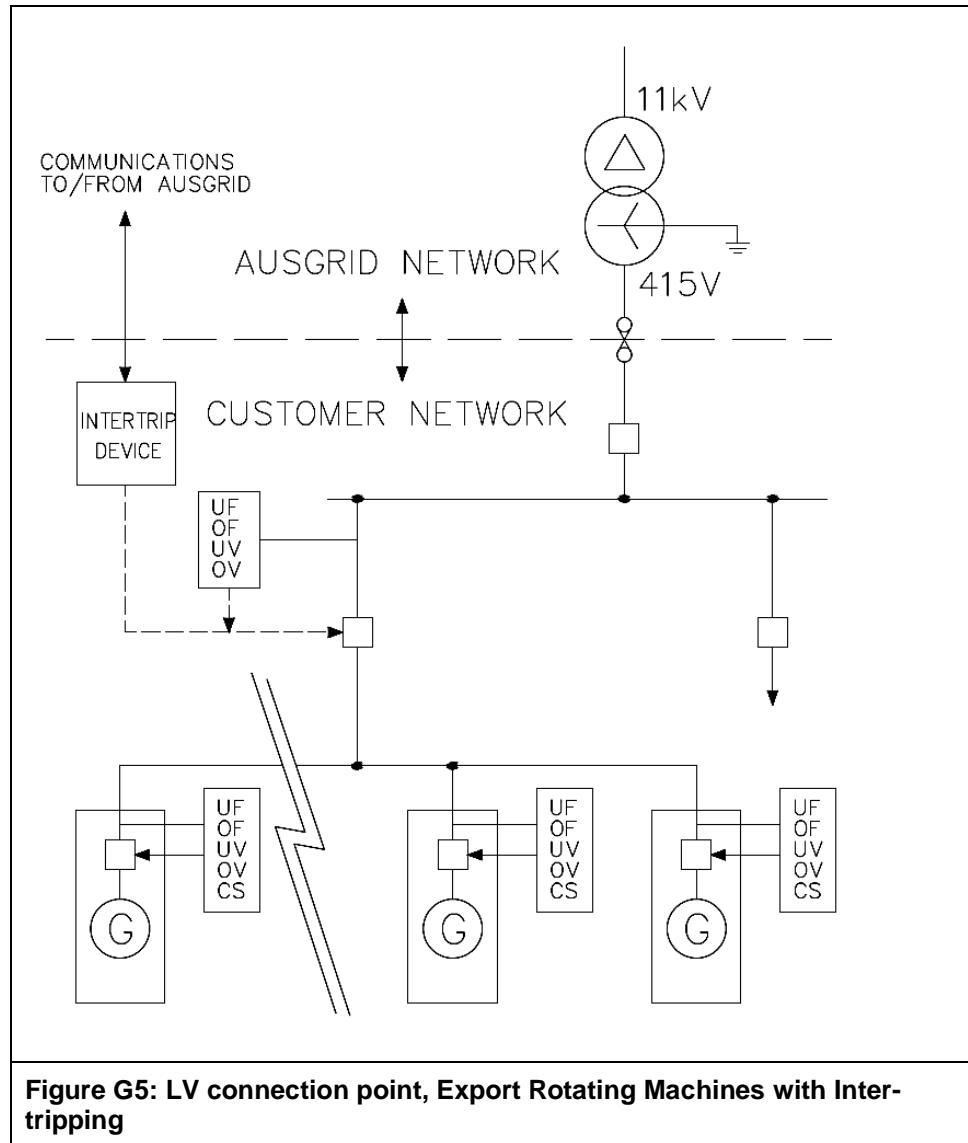 11kV
COMMUNICATIONS
TO/FROM AUSGRID
AUSGRID NETWORK
415V
INTERTRIP
DEVICE
CUSTOMER NETWORK
UF
OF
UV
OV
UF
OF
UV
OV
CS
G
UF
OF
UV
OV
CS
G
UF
OF
UV
OV
CS
G
Figure G5: LV connection point, Export Rotating Machines with Inter-
tripping